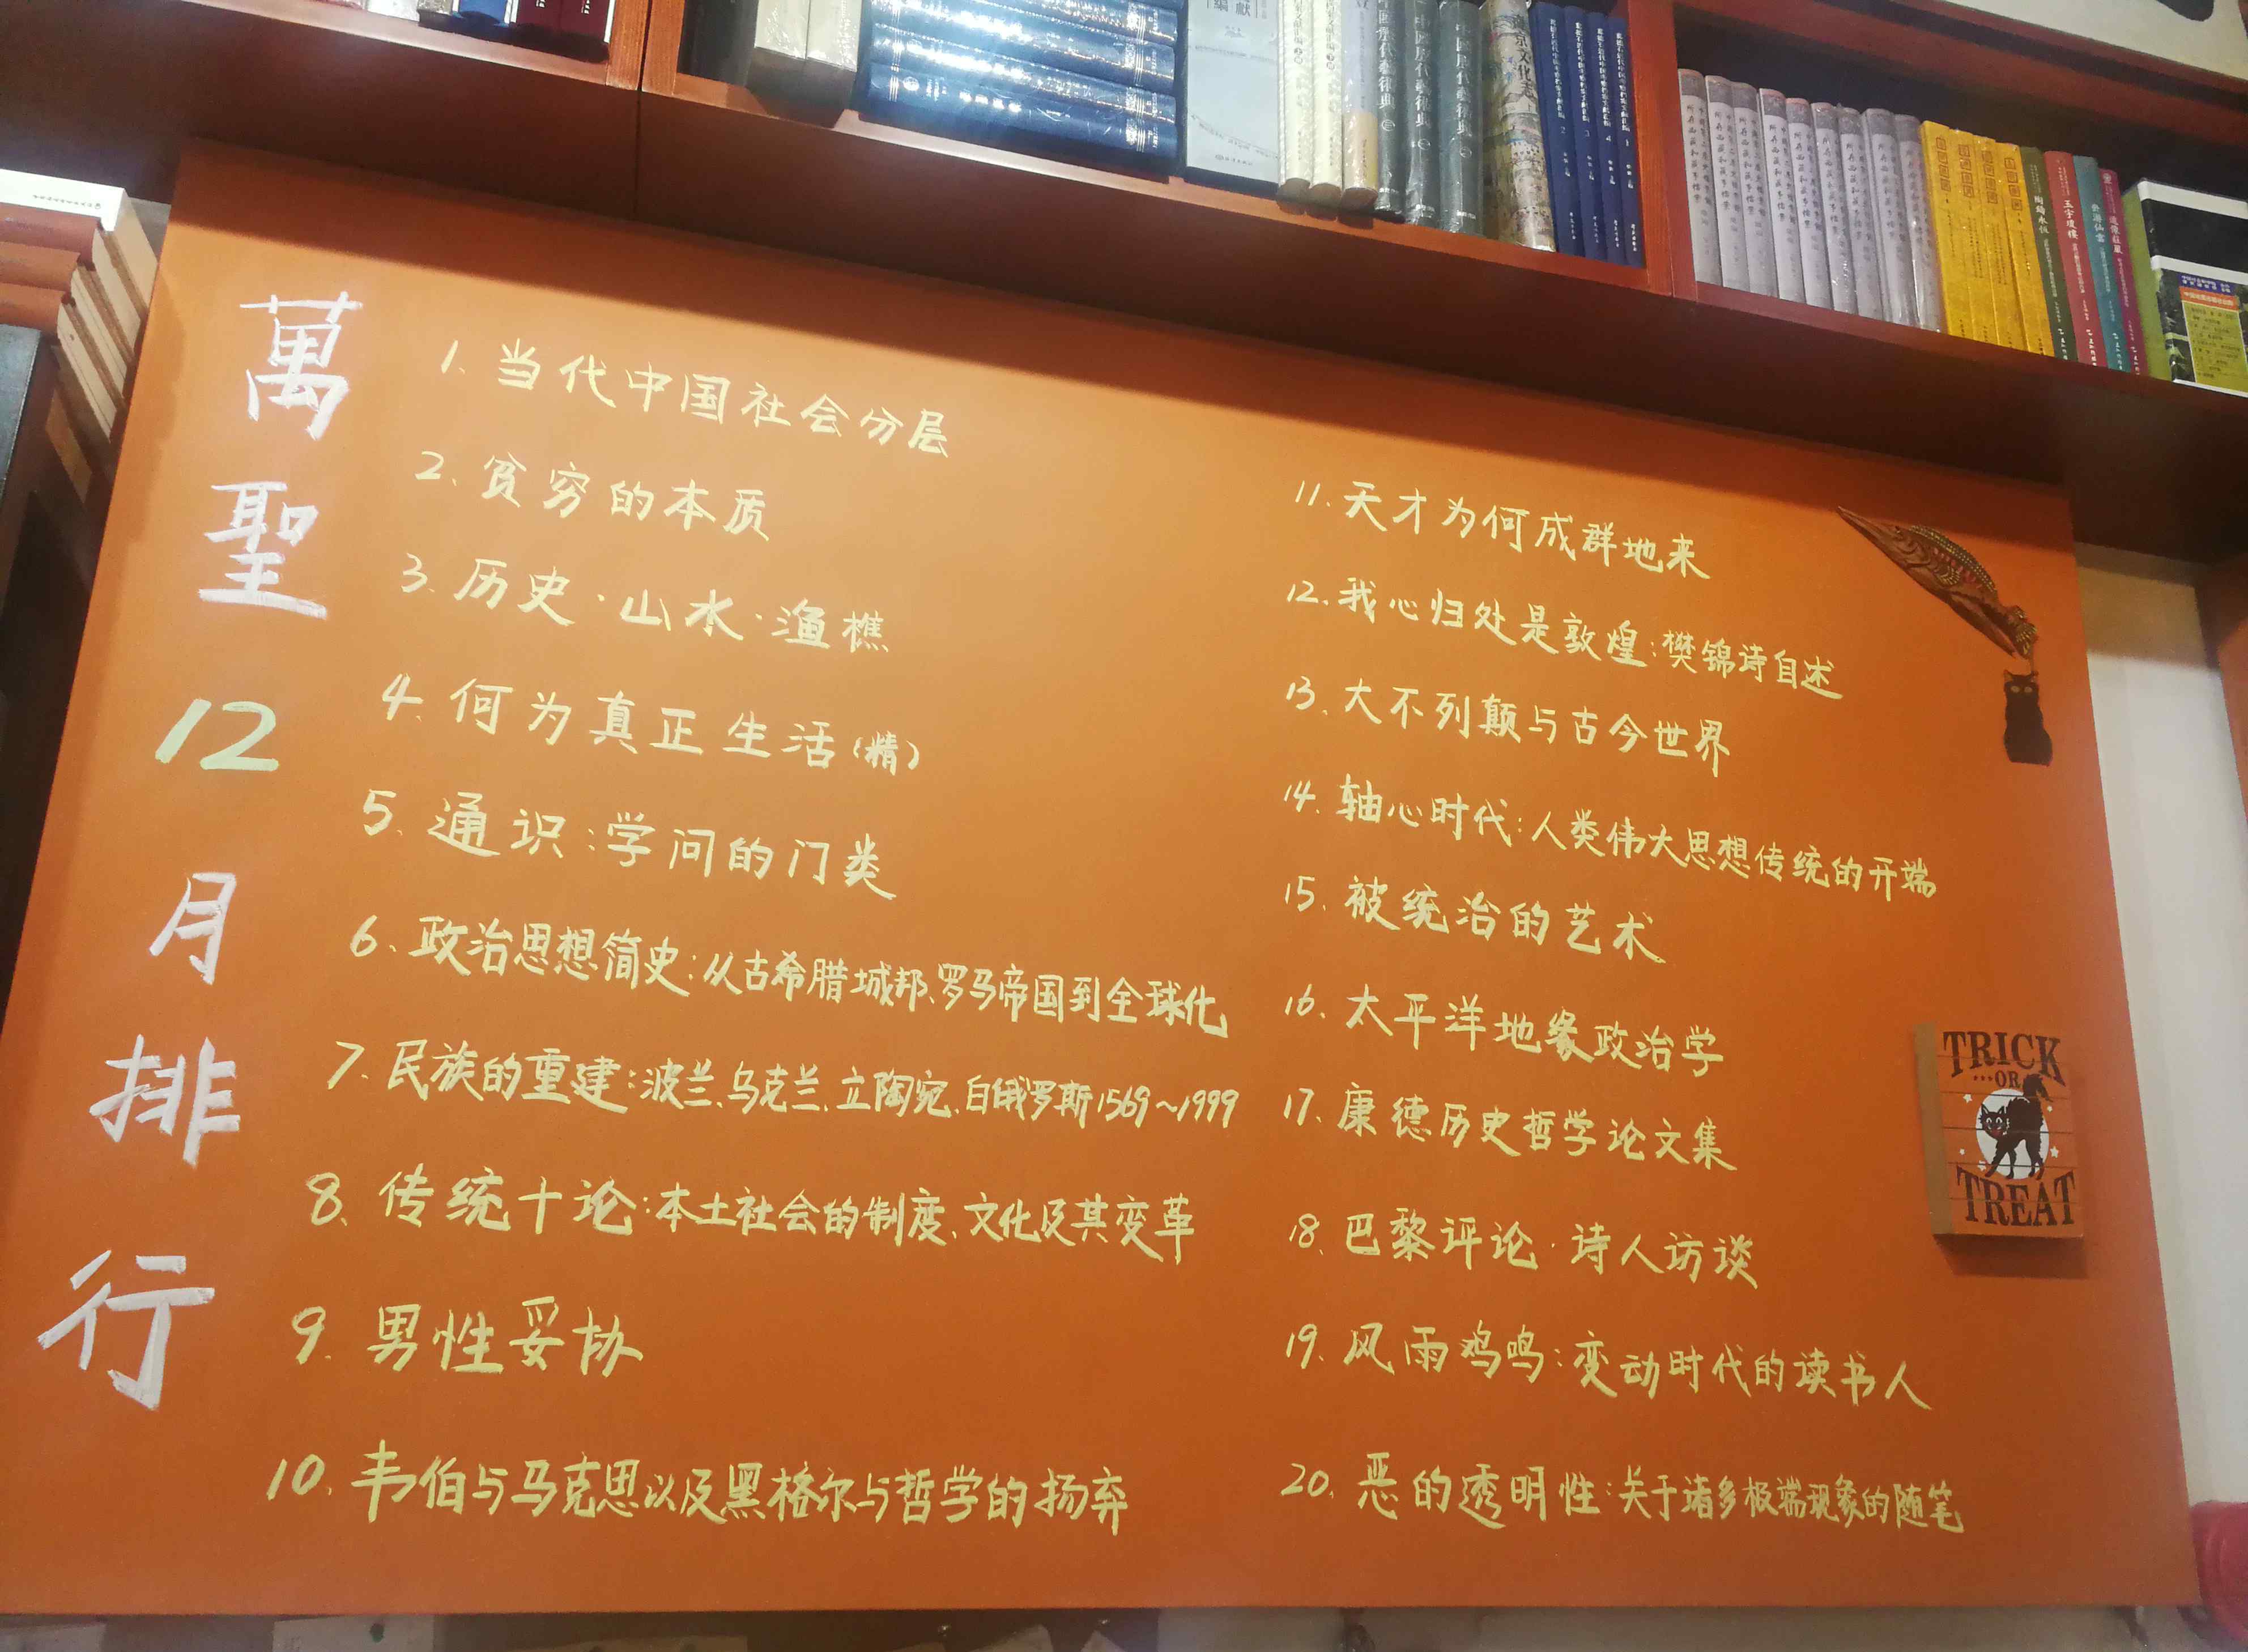 萬聖12月排行
1. 当代中国社会分层
2. 贫穷的本质
3. 历史·山水·渔樵
4. 何为真正生活(精)
5. 通识:学问的门类
6. 政治思想简史:从古希腊城邦、罗马帝国到全球化
7. 民族的重建:波兰、乌克兰、立陶宛、白俄罗斯1569~1999
8. 传统十论:本土社会的制度、文化及其变革
9. 男性妥协
10. 韦伯与马克思以及黑格尔与哲学的扬弃
11. 天才为何成群地来
12. 我心归处是敦煌:樊锦诗自述
13. 大不列颠与古今世界
14. 轴心时代:人类伟大思想传统的开端
15. 被统治的艺术
16. 太平洋地缘政治学
17. 康德历史哲学论文集
18. 巴黎评论·诗人访谈
19. 风雨鸡鸣:变动时代的读书人
20. 恶的透明性:关于诸多极端现象的随笔
TRICK
...OR
TREAT